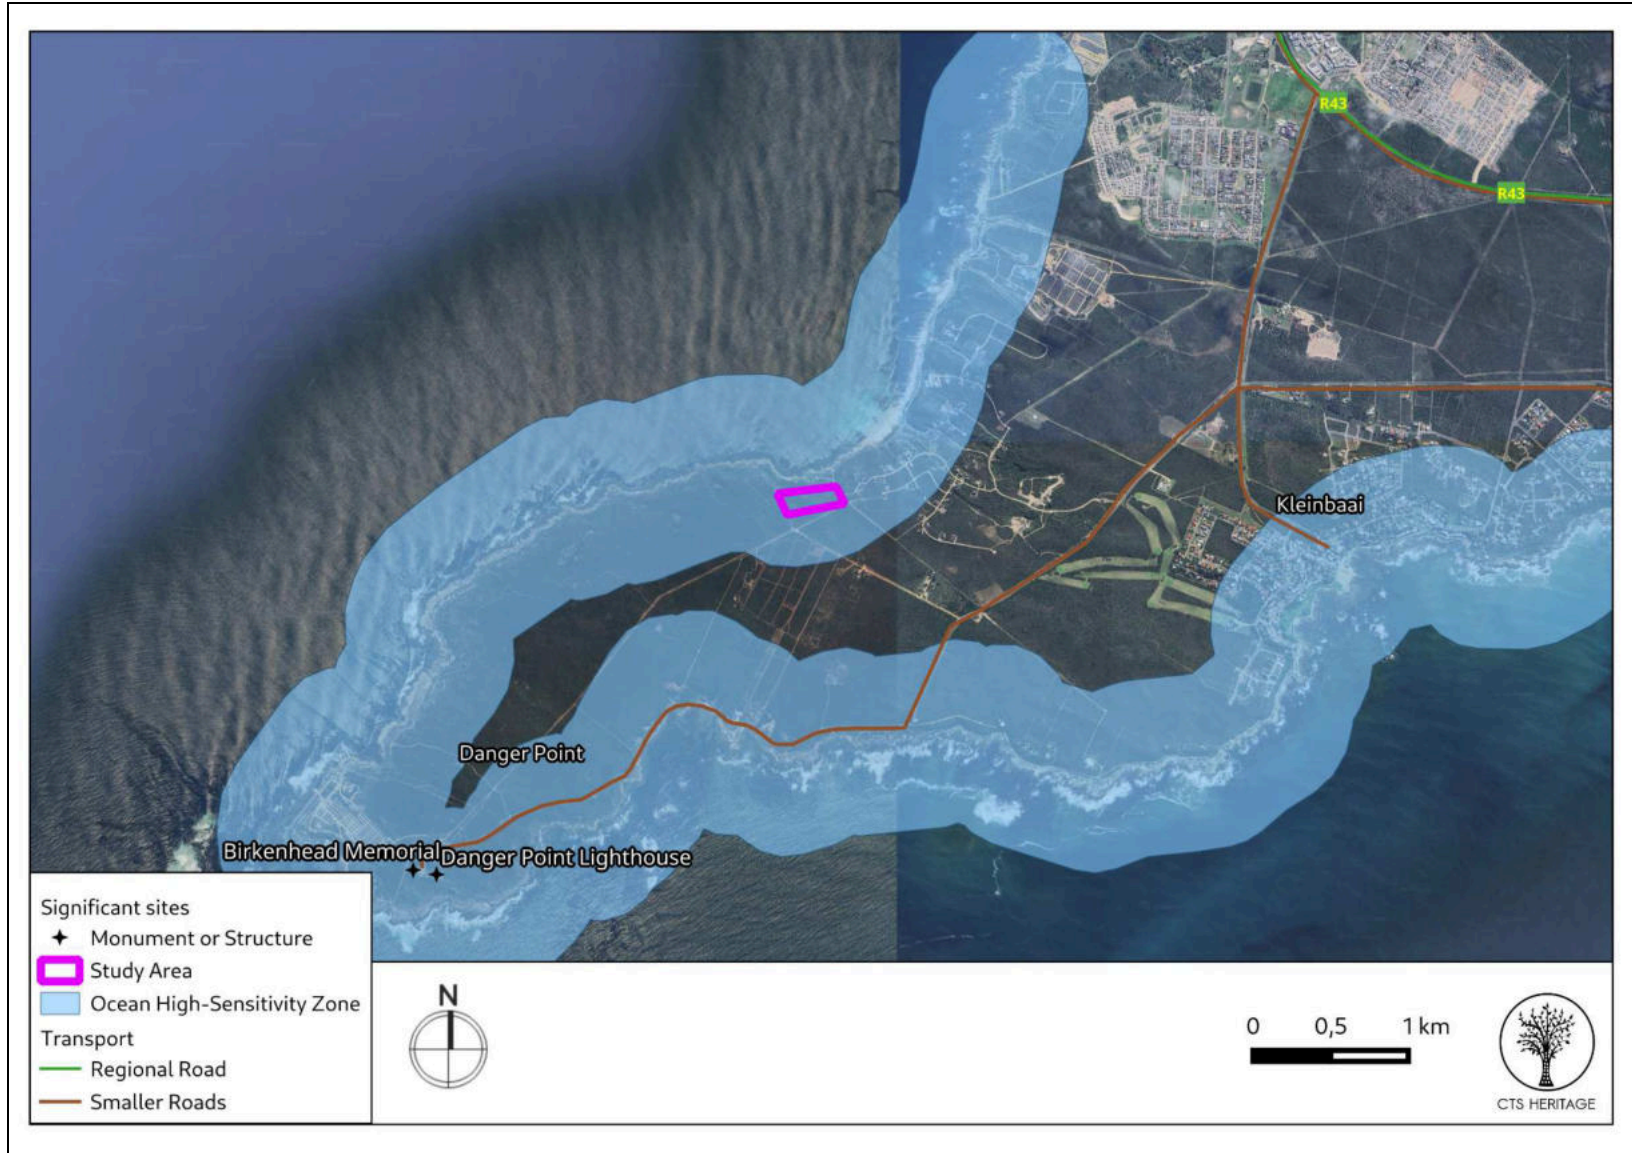 R43
R43
Kleinbaai
Danger Point
Birkenhead Memorial
Danger Point Lighthouse
Significant sites
Monument or Structure
Study Area
Ocean High-Sensitivity Zone
Transport
Regional Road
Smaller Roads
N
0 0,5 1 km
CTS HERITAGE